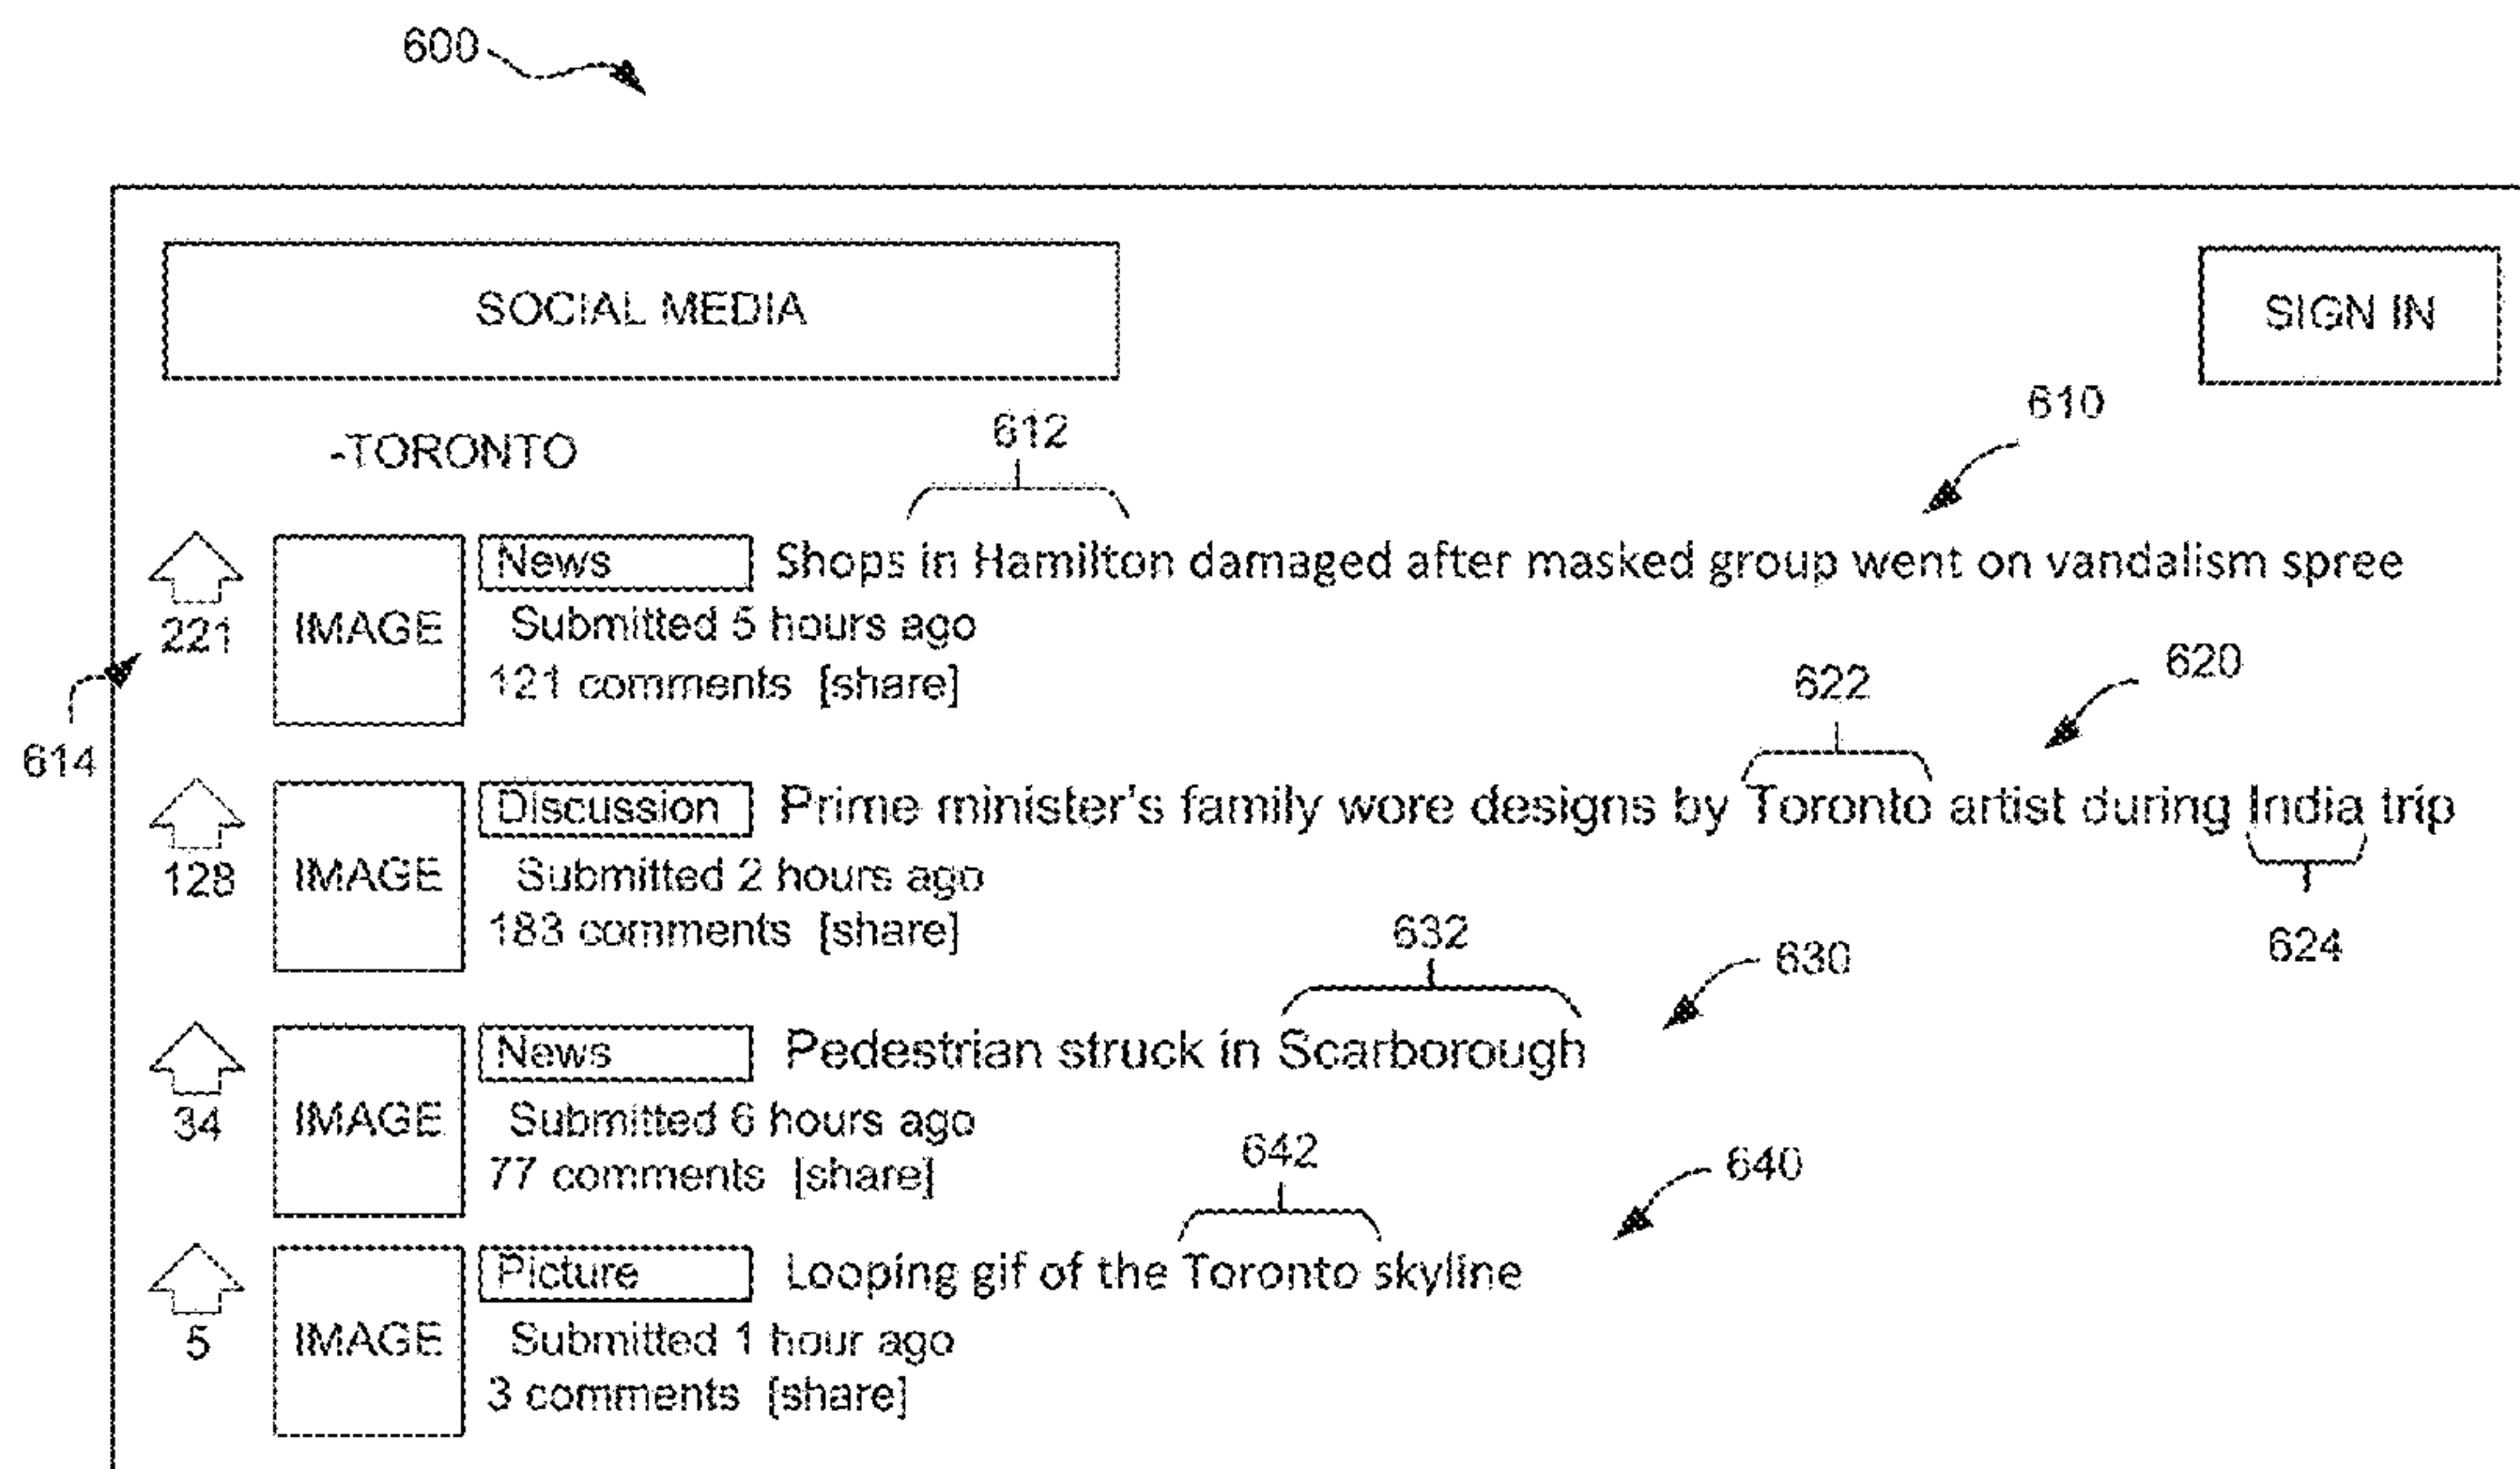 600
SOCIAL MEDIA
SIGN IN
610
-TORONTO
612
News Shops in Hamilton damaged after masked group went on vandalism spree
221
IMAGE
Submitted 5 hours ago
121 comments [share]
614
622
620
Discussion Prime minister's family wore designs by Toronto artist during India trip
128
IMAGE
Submitted 2 hours ago
183 comments [share]
624
632
630
News Pedestrian struck in Scarborough
34
IMAGE
Submitted 6 hours ago
77 comments [share]
642
640
Picture Looping gif of the Toronto skyline
5
IMAGE
Submitted 1 hour ago
3 comments [share]